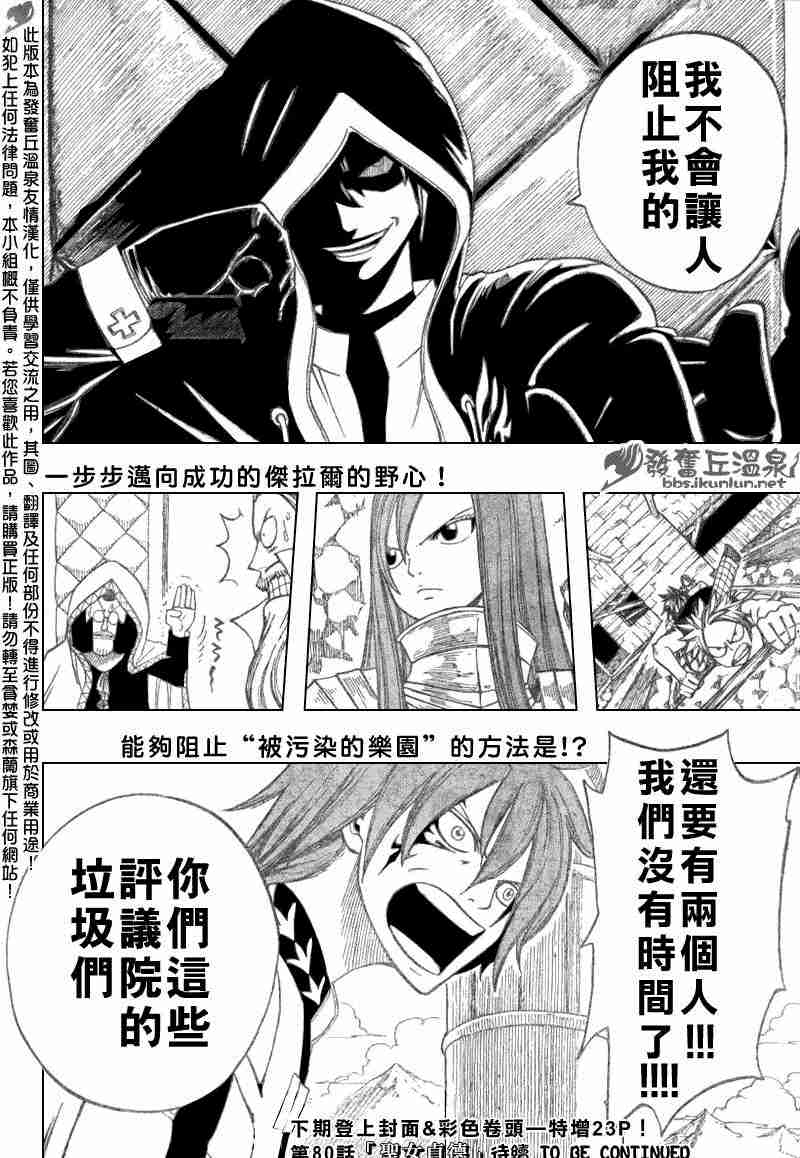 我不會讓人
阻止我的
一步步邁向成功的傑拉爾的野心！
發奮丘溫泉
bbs.ikunlun.net
能夠阻止“被污染的樂園”的方法是!?
還要有兩個人!!!
我們沒有時間了!!!!
你們這些
評議院的
垃圾們
下期登上封面&彩色卷頭—特增23P！
第80話「聖女貞德」待續 TO BE CONTINUED
此版本為發奮丘溫泉友情漢化，僅供學習交流之用，其圖、翻譯及任何部份不得進行修改或用於商業用途！
如犯上任何法律問題，本小組概不負責。若您喜歡此作品，請購買正版！請勿轉至貪婪或森蘭旗下任何網站！